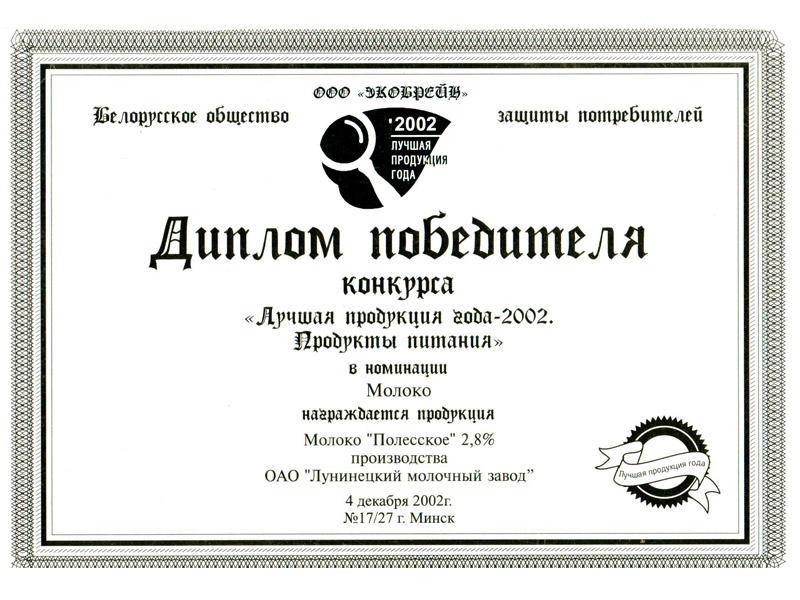 ООО «ЭКОБРЕЙН»
Белорусское общество защиты потребителей
'2002
ЛУЧШАЯ
ПРОДУКЦИЯ
ГОДА
Диплом победителя
конкурса
«Лучшая продукция года-2002.
Продукты питания»
в номинации
Молоко
награждается продукция
Молоко "Полесское" 2,8%
производства
ОАО "Лунинецкий молочный завод”
4 декабря 2002г.
№17/27 г. Минск
Лучшая продукция года